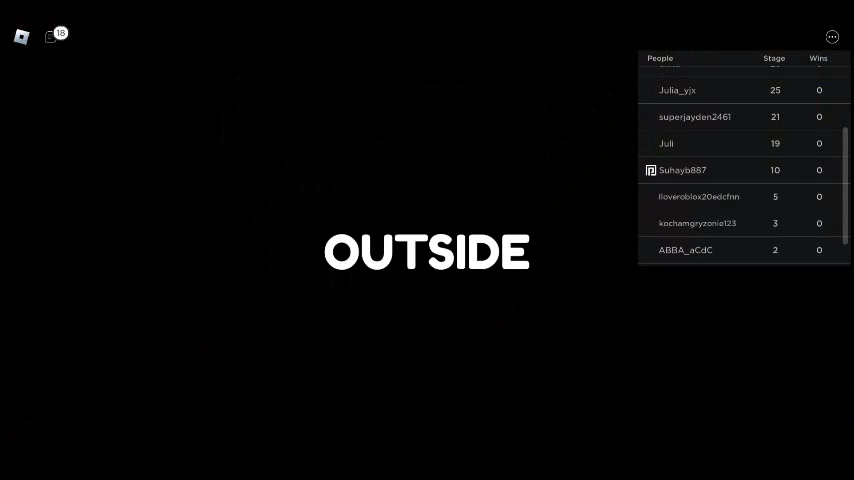 18
People Stage Wins
Julia_yjx 25 0
superjayden2461 21 0
Juli 19 0
Suhayb887 10 0
Iloveroblox20edcfnn 5 0
kochamgryzonie123 3 0
ABBA_aCdC 2 0
OUTSIDE